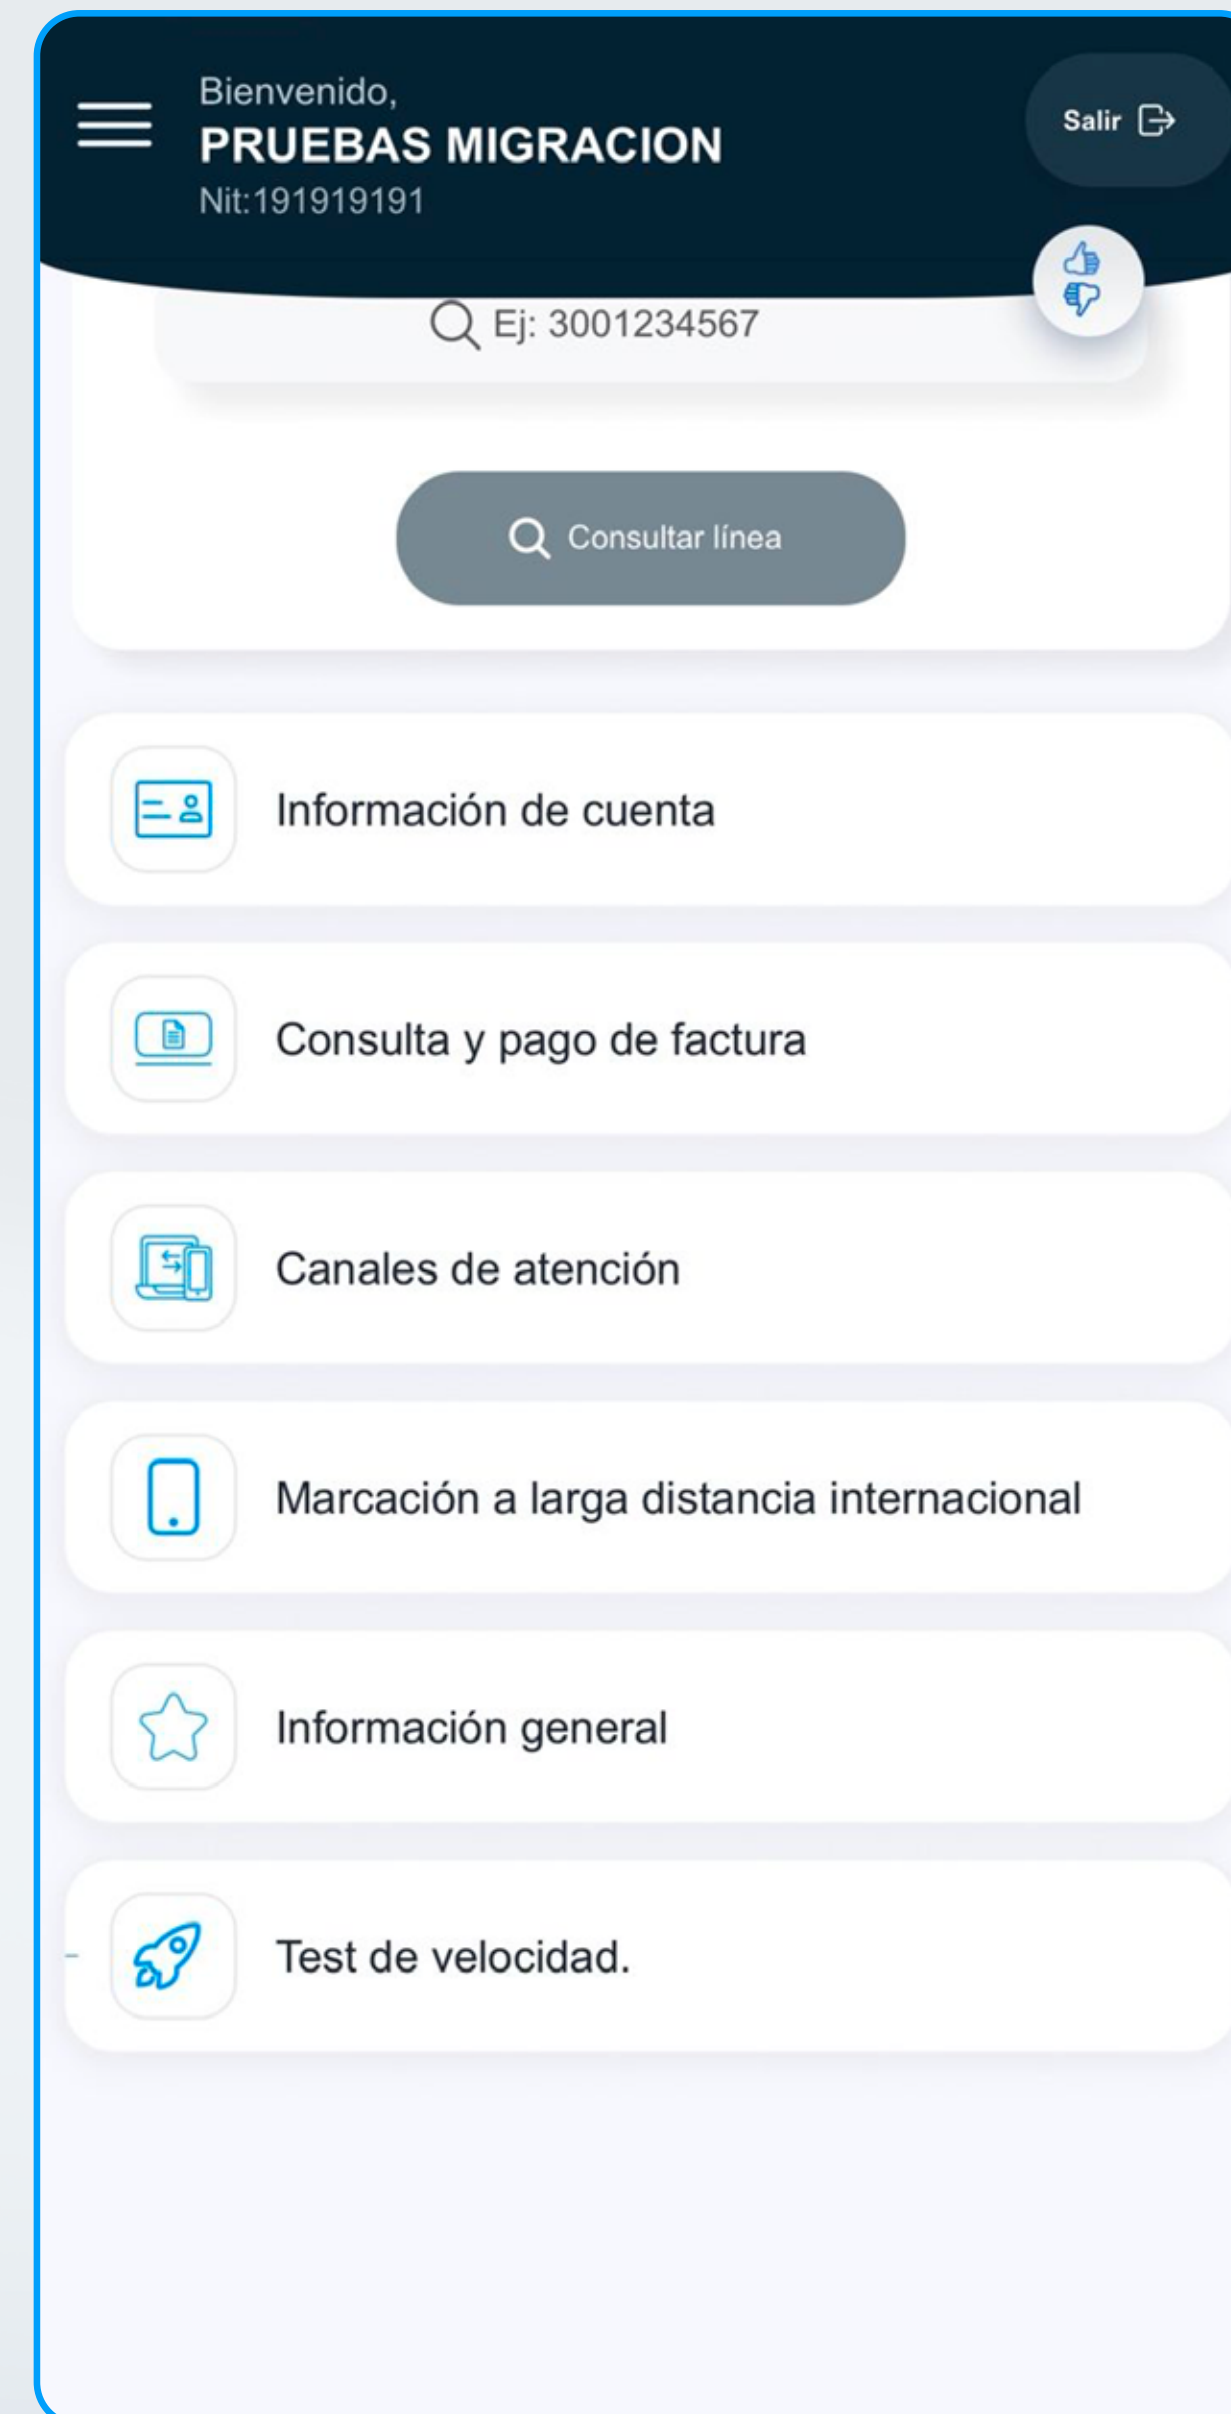 Bienvenido,
PRUEBAS MIGRACION
Nit:191919191
Salir
Ej: 3001234567
Consultar línea
Información de cuenta
Consulta y pago de factura
Canales de atención
Marcación a larga distancia internacional
Información general
Test de velocidad.